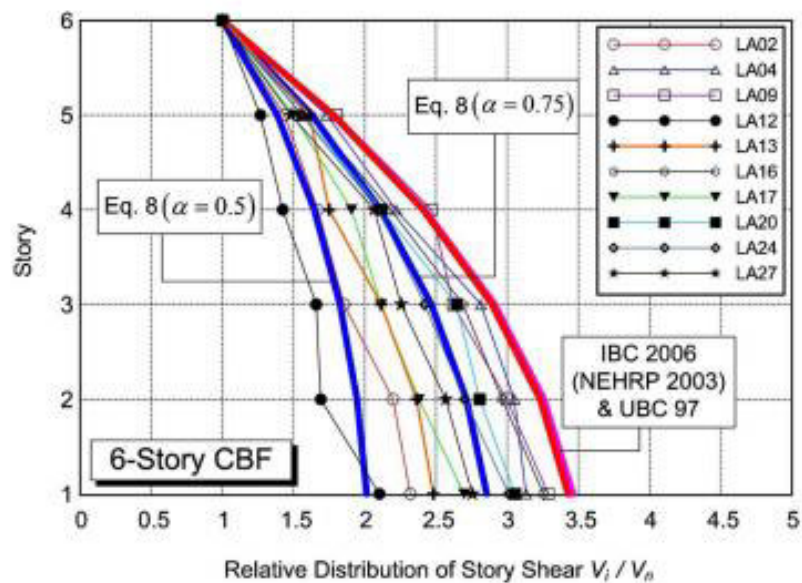 6
5
4
3
2
1
Story
0
0.5
1
1.5
2
2.5
3
3.5
4
4.5
5
Relative Distribution of Story Shear Vi / Vn
Eq. 8 (α = 0.75)
Eq. 8 (α = 0.5)
LA02
LA04
LA09
LA12
LA13
LA16
LA17
LA20
LA24
LA27
IBC 2006
(NEHRP 2003)
& UBC 97
6-Story CBF